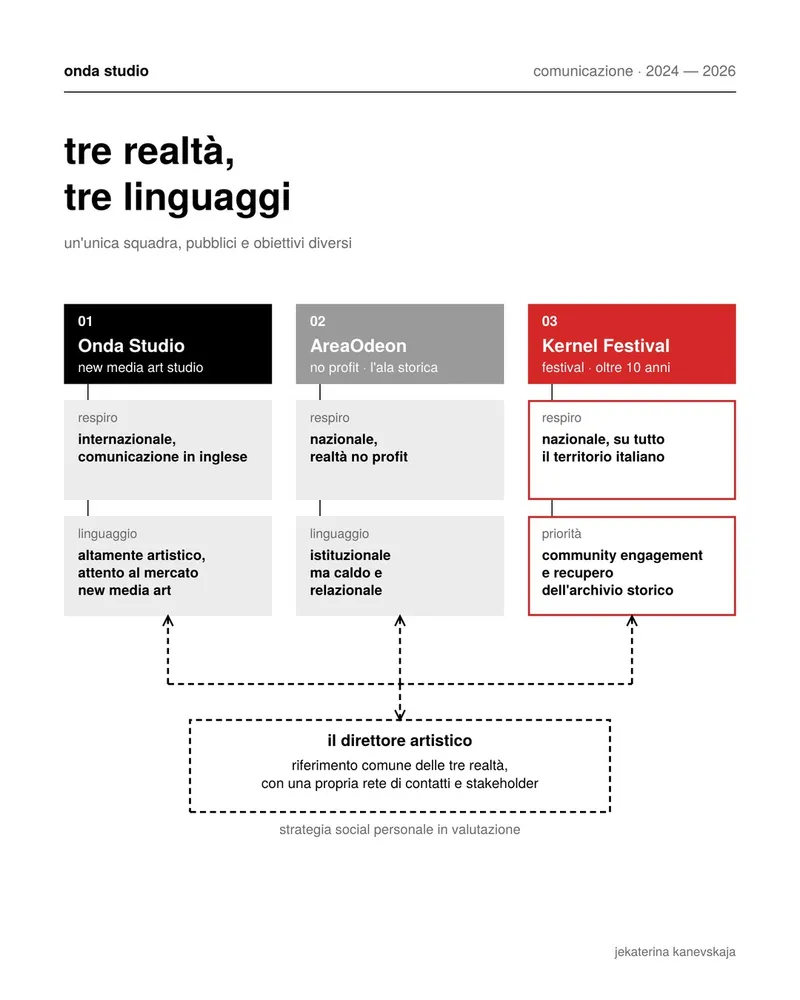 onda studio
comunicazione · 2024 — 2026
tre realtà,
tre linguaggi
un'unica squadra, pubblici e obiettivi diversi
01
Onda Studio
new media art studio
respiro
internazionale,
comunicazione in inglese
linguaggio
altamente artistico,
attento al mercato
new media art
02
AreaOdeon
no profit · l'ala storica
respiro
nazionale,
realtà no profit
linguaggio
istituzionale
ma caldo e
relazionale
03
Kernel Festival
festival · oltre 10 anni
respiro
nazionale, su tutto
il territorio italiano
priorità
community engagement
e recupero
dell'archivio storico
il direttore artistico
riferimento comune delle tre realtà,
con una propria rete di contatti e stakeholder
strategia social personale in valutazione
jekaterina kanevskaja